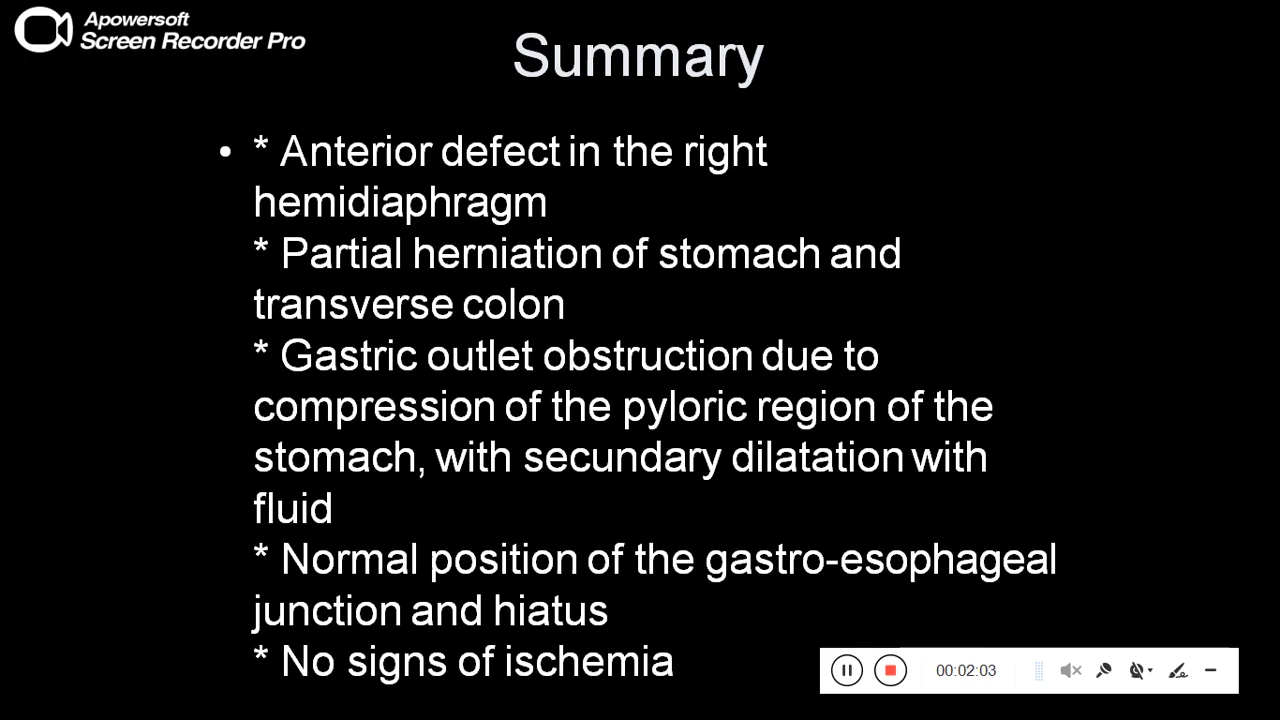 Apowersoft
Screen Recorder Pro
Summary
• * Anterior defect in the right
hemidiaphragm
* Partial herniation of stomach and
transverse colon
* Gastric outlet obstruction due to
compression of the pyloric region of the
stomach, with secundary dilatation with
fluid
* Normal position of the gastro-esophageal
junction and hiatus
* No signs of ischemia
00:02:03